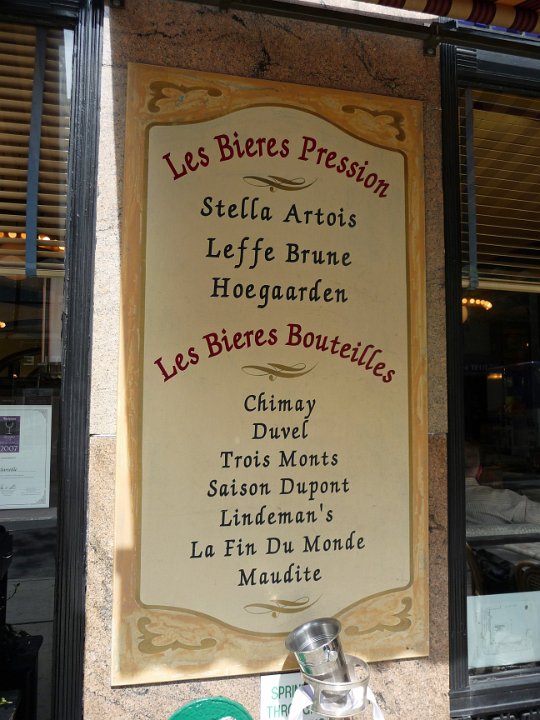 Les Bieres Pression
Stella Artois
Leffe Brune
Hoegaarden
Les Bieres Bouteilles
Chimay
Duvel
Trois Monts
Saison Dupont
Lindeman's
La Fin Du Monde
Maudite
2007